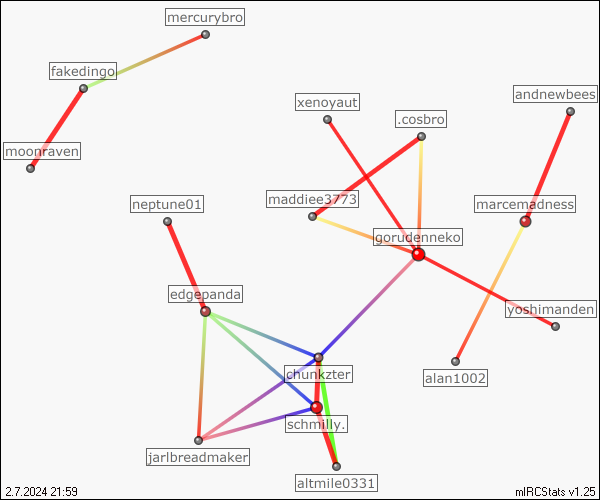 mercurybro
fakedingo
andnewbees
xenoyaut
.cosbro
moonraven
maddiee3773
neptune01
marcemadness
gorudenneko
edgepanda
yoshimanden
chunkzter
alan1002
schmilly.
jarlbreadmaker
altmile0331
2.7.2024 21:59
mIRCStats v1.25